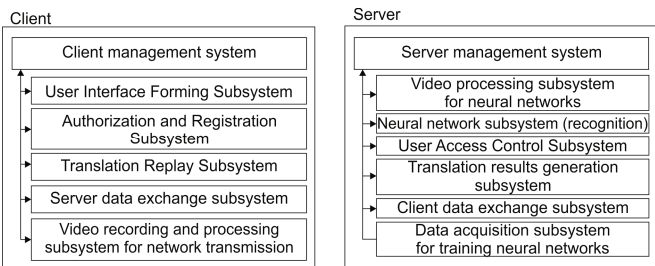 Client
Client management system
User Interface Forming Subsystem
Authorization and Registration
Subsystem
Translation Replay Subsystem
Server data exchange subsystem
Video recording and processing
subsystem for network transmission
Server
Server management system
Video processing subsystem
for neural networks
Neural network subsystem (recognition)
User Access Control Subsystem
Translation results generation
subsystem
Client data exchange subsystem
Data acquisition subsystem
for training neural networks